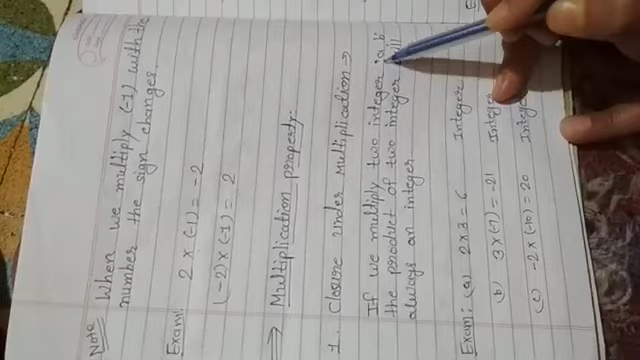 Note When we multiply (-1) with the
number the sign changes.
Exam: 2 × (-1) = -2
(-2) × (-1) = 2
⇒ Multiplication property:
1. Closure under Multiplication →
If we multiply two integer 'a, b'
the product of two integer will
always an integer
Exam: (a) 2 × 3 = 6 Integer
(b) 3 × (-7) = -21 Integer
(c) -2 × (-10) = 20